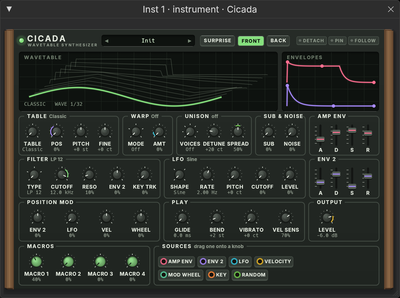 Inst 1 · instrument · Cicada
CICADA
WAVETABLE SYNTHESIZER
Init
SURPRISE FRONT BACK + DETACH + PIN + FOLLOW
WAVETABLE
CLASSIC WAVE 1/32
ENVELOPES
TABLE Classic
TABLE POS PITCH FINE
Classic 0% +0 st +0 ct
WARP Off
MODE AMT
Off 0%
UNISON off
VOICES DETUNE SPREAD
Off +20 ct 50%
SUB & NOISE
SUB NOISE
0% 0%
AMP ENV
A D S R
FILTER LP 12
TYPE CUTOFF RESO ENV 2 KEY TRK
LP 12 12.0 kHz 10% 0% 0%
LFO Sine
SHAPE RATE PITCH CUTOFF LEVEL
Sine 2.00 Hz +0 ct 0% 0%
ENV 2
A D S R
POSITION MOD
ENV 2 LFO VEL WHEEL
0% 0% 0% 0%
PLAY
GLIDE BEND VIBRATO VEL SENS
0.0 ms +2 st +0 ct 70%
OUTPUT
LEVEL
-6.0 dB
MACROS
MACRO 1 MACRO 2 MACRO 3 MACRO 4
40% 0% 0% 0%
SOURCES drag one onto a knob
AMP ENV ENV 2 LFO VELOCITY
MOD WHEEL KEY RANDOM